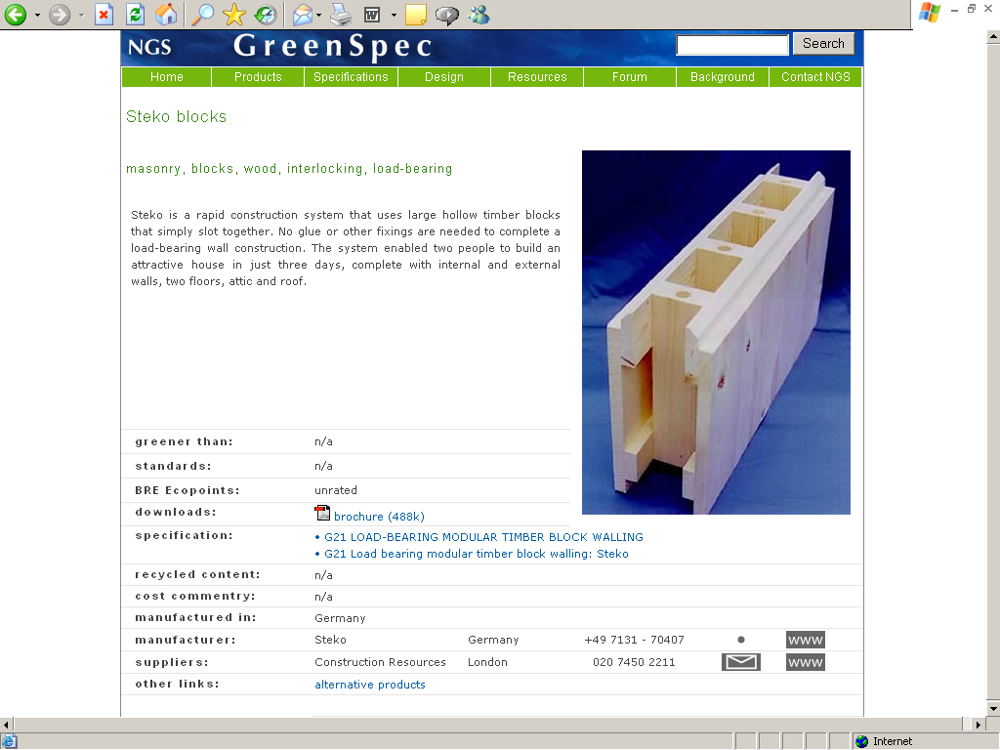 NGS GreenSpec Search
Home Products Specifications Design Resources Forum Background Contact NGS
Steko blocks
masonry, blocks, wood, interlocking, load-bearing
Steko is a rapid construction system that uses large hollow timber blocks
that simply slot together. No glue or other fixings are needed to complete a
load-bearing wall construction. The system enabled two people to build an
attractive house in just three days, complete with internal and external
walls, two floors, attic and roof.
greener than: n/a
standards: n/a
BRE Ecopoints: unrated
downloads: brochure (488k)
specification: • G21 LOAD-BEARING MODULAR TIMBER BLOCK WALLING
• G21 Load bearing modular timber block walling: Steko
recycled content: n/a
cost commentry: n/a
manufactured in: Germany
manufacturer: Steko Germany +49 7131 - 70407 • www
suppliers: Construction Resources London 020 7450 2211 www
other links: alternative products
Internet